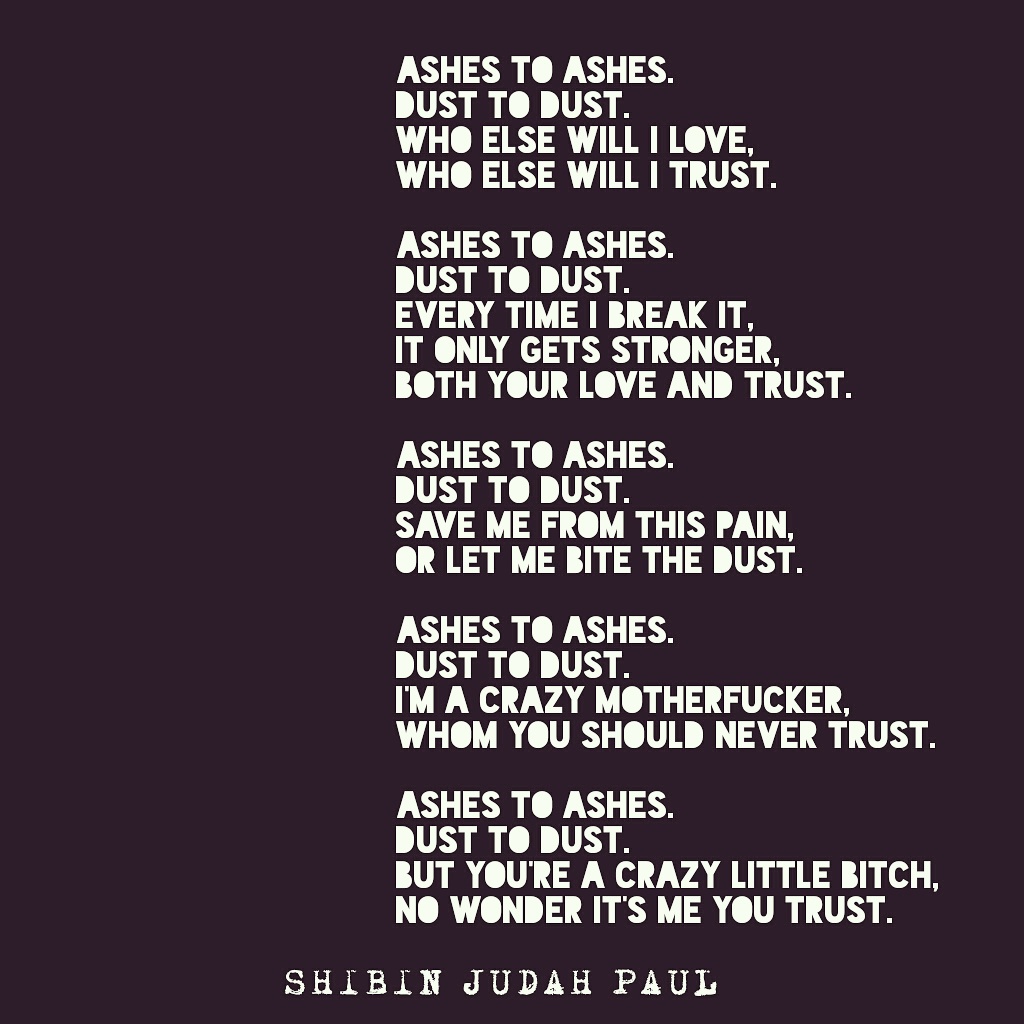 ASHES TO ASHES.
DUST TO DUST.
WHO ELSE WILL I LOVE,
WHO ELSE WILL I TRUST.
ASHES TO ASHES.
DUST TO DUST.
EVERY TIME I BREAK IT,
IT ONLY GETS STRONGER,
BOTH YOUR LOVE AND TRUST.
ASHES TO ASHES.
DUST TO DUST.
SAVE ME FROM THIS PAIN,
OR LET ME BITE THE DUST.
ASHES TO ASHES.
DUST TO DUST.
I'M A CRAZY MOTHERFUCKER,
WHOM YOU SHOULD NEVER TRUST.
ASHES TO ASHES.
DUST TO DUST.
BUT YOU'RE A CRAZY LITTLE BITCH,
NO WONDER IT'S ME YOU TRUST.
SHIBIN JUDAH PAUL